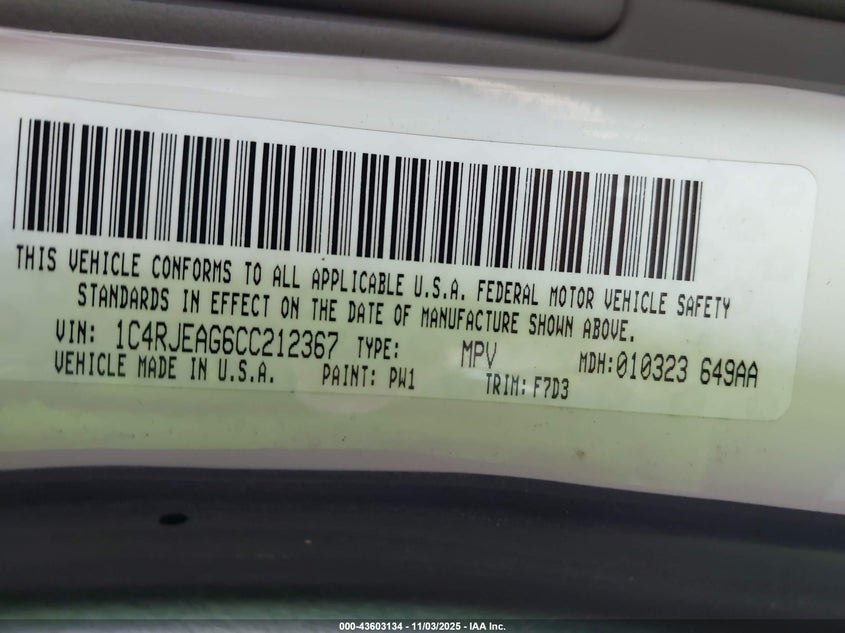 THIS VEHICLE CONFORMS TO ALL APPLICABLE U.S.A. FEDERAL MOTOR VEHICLE SAFETY
STANDARDS IN EFFECT ON THE DATE OF MANUFACTURE SHOWN ABOVE.
VIN: 1C4RJEAG6CC212367 TYPE: MPV MDH:010323 649AA
VEHICLE MADE IN U.S.A. PAINT: PW1 TRIM: F7D3
000-43603134 - 11/03/2025 - IAA Inc.